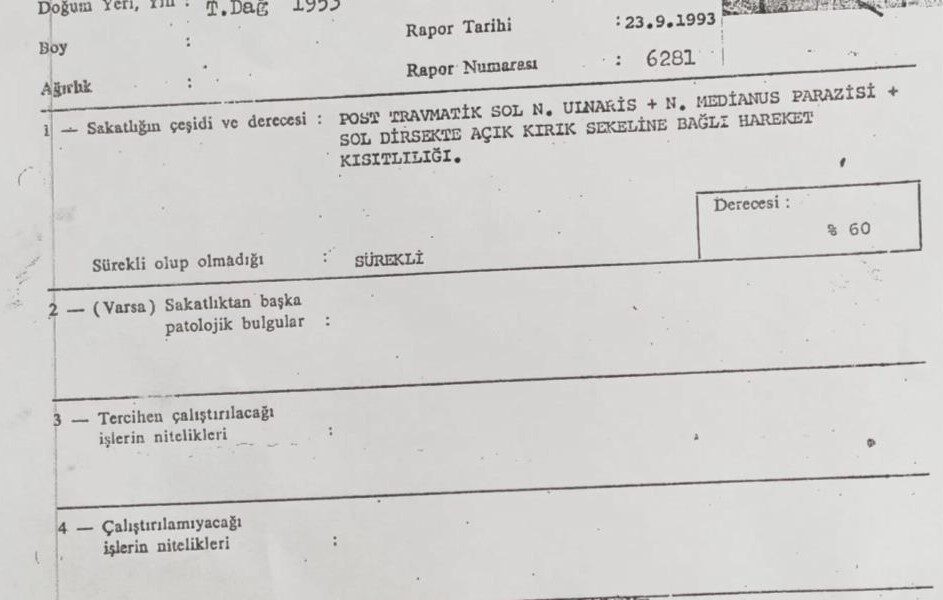 Doğum Yeri, Yılı : T.Dağ 1953
Rapor Tarihi : 23.9.1993
Boy :
Rapor Numarası : 6281
Ağırlık :
1 — Sakatlığın çeşidi ve derecesi : POST TRAVMATİK SOL N. ULNARİS + N. MEDİANUS PARAZİSİ +
SOL DİRSEKTE AÇIK KIRIK SEKELİNE BAĞLI HAREKET
KISITLILIĞI.
Derecesi :
% 60
Sürekli olup olmadığı : SÜREKLİ
2 — (Varsa) Sakatlıktan başka
patolojik bulgular :
3 — Tercihen çalıştırılacağı
işlerin nitelikleri :
4 — Çalıştırılamıyacağı
işlerin nitelikleri :